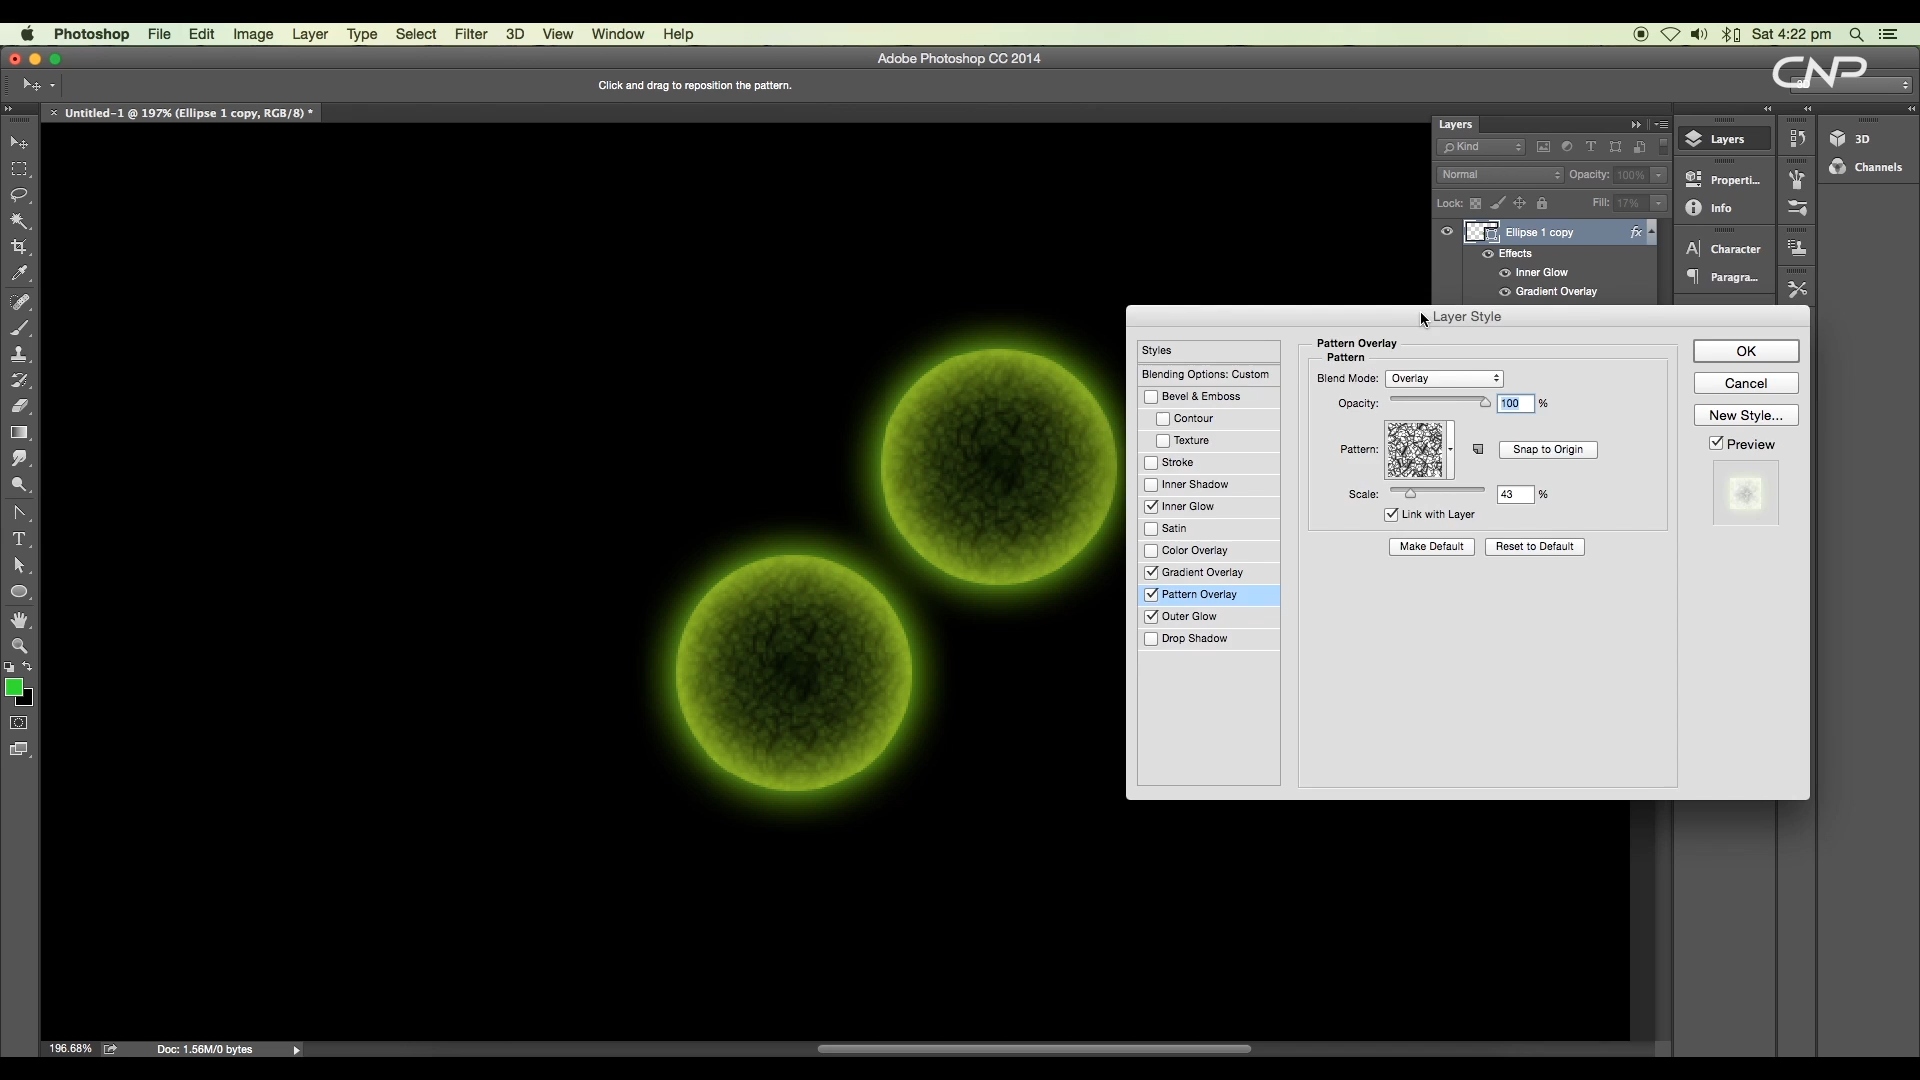 Photoshop File Edit Image Layer Type Select Filter 3D View Window Help Sat 4:22 pm
Adobe Photoshop CC 2014
CNP
Click and drag to reposition the pattern.
Untitled-1 @ 197% (Ellipse 1 copy, RGB/8) *
Layers
Kind
Normal Opacity: 100%
Lock: Fill: 17%
Ellipse 1 copy fx
Effects
Inner Glow
Gradient Overlay
Layers
Properti...
Info
Character
Paragra...
3D
Channels
Layer Style
Styles
Blending Options: Custom
Bevel & Emboss
Contour
Texture
Stroke
Inner Shadow
Inner Glow
Satin
Color Overlay
Gradient Overlay
Pattern Overlay
Outer Glow
Drop Shadow
Pattern Overlay
Pattern
Blend Mode: Overlay
Opacity: 100 %
Pattern: Snap to Origin
Scale: 43 %
Link with Layer
Make Default Reset to Default
OK
Cancel
New Style...
Preview
196.68% Doc: 1.56M/0 bytes